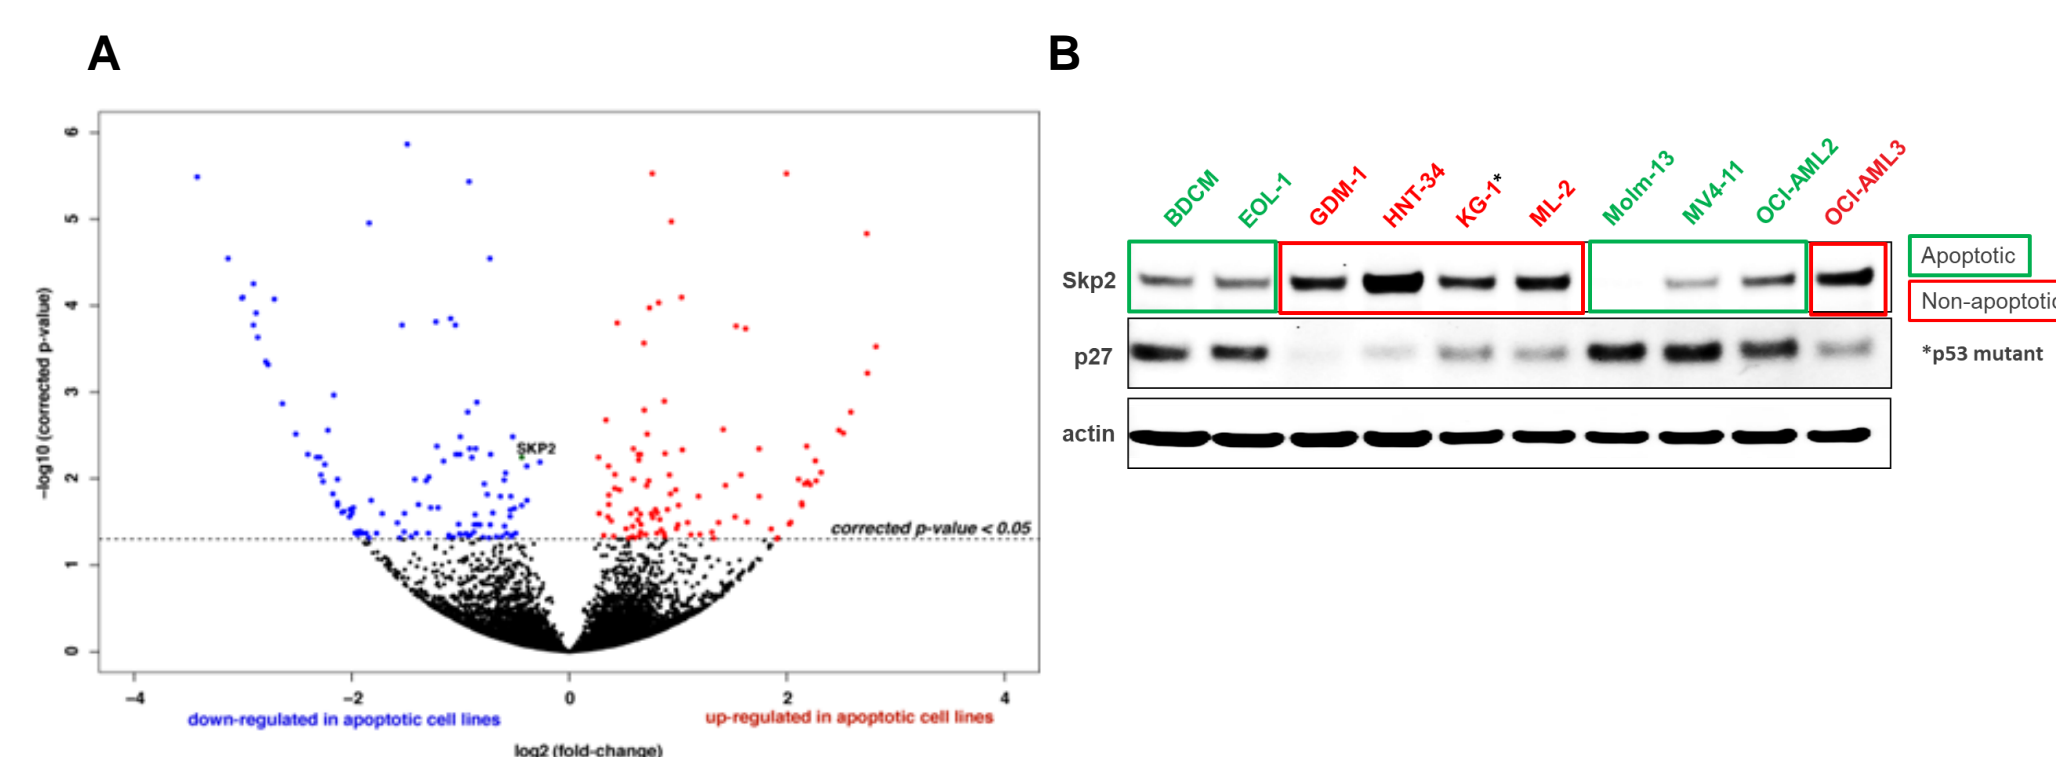 A
B
6
5
4
3
2
1
0
−log10 (corrected p-value)
SKP2
corrected p-value < 0.05
−4
−2
0
2
4
down-regulated in apoptotic cell lines
up-regulated in apoptotic cell lines
log2 (fold-change)
BDCM
EOL-1
GDM-1
HNT-34
KG-1*
ML-2
Molm-13
MV4-11
OCI-AML2
OCI-AML3
Skp2
p27
actin
Apoptotic
Non-apoptotic
*p53 mutant